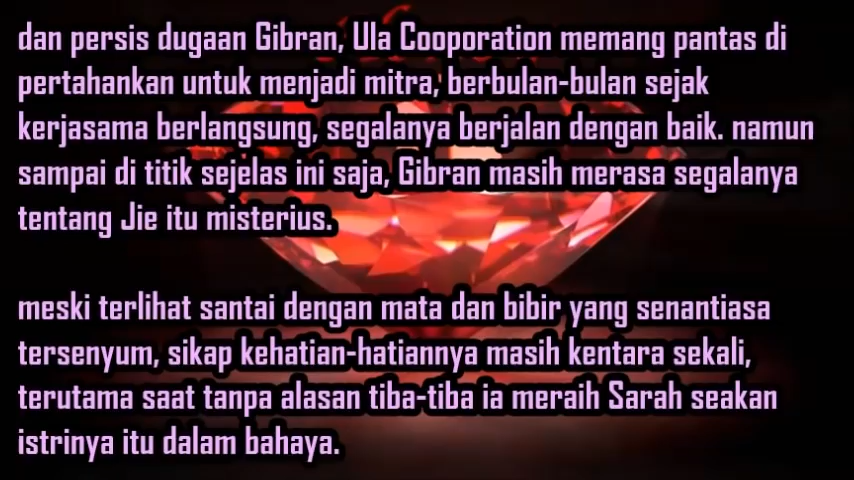 dan persis dugaan Gibran, Ula Cooporation memang pantas di
pertahankan untuk menjadi mitra, berbulan-bulan sejak
kerjasama berlangsung, segalanya berjalan dengan baik. namun
sampai di titik sejelas ini saja, Gibran masih merasa segalanya
tentang Jie itu misterius.
meski terlihat santai dengan mata dan bibir yang senantiasa
tersenyum, sikap kehatian-hatiannya masih kentara sekali,
terutama saat tanpa alasan tiba-tiba ia meraih Sarah seakan
istrinya itu dalam bahaya.